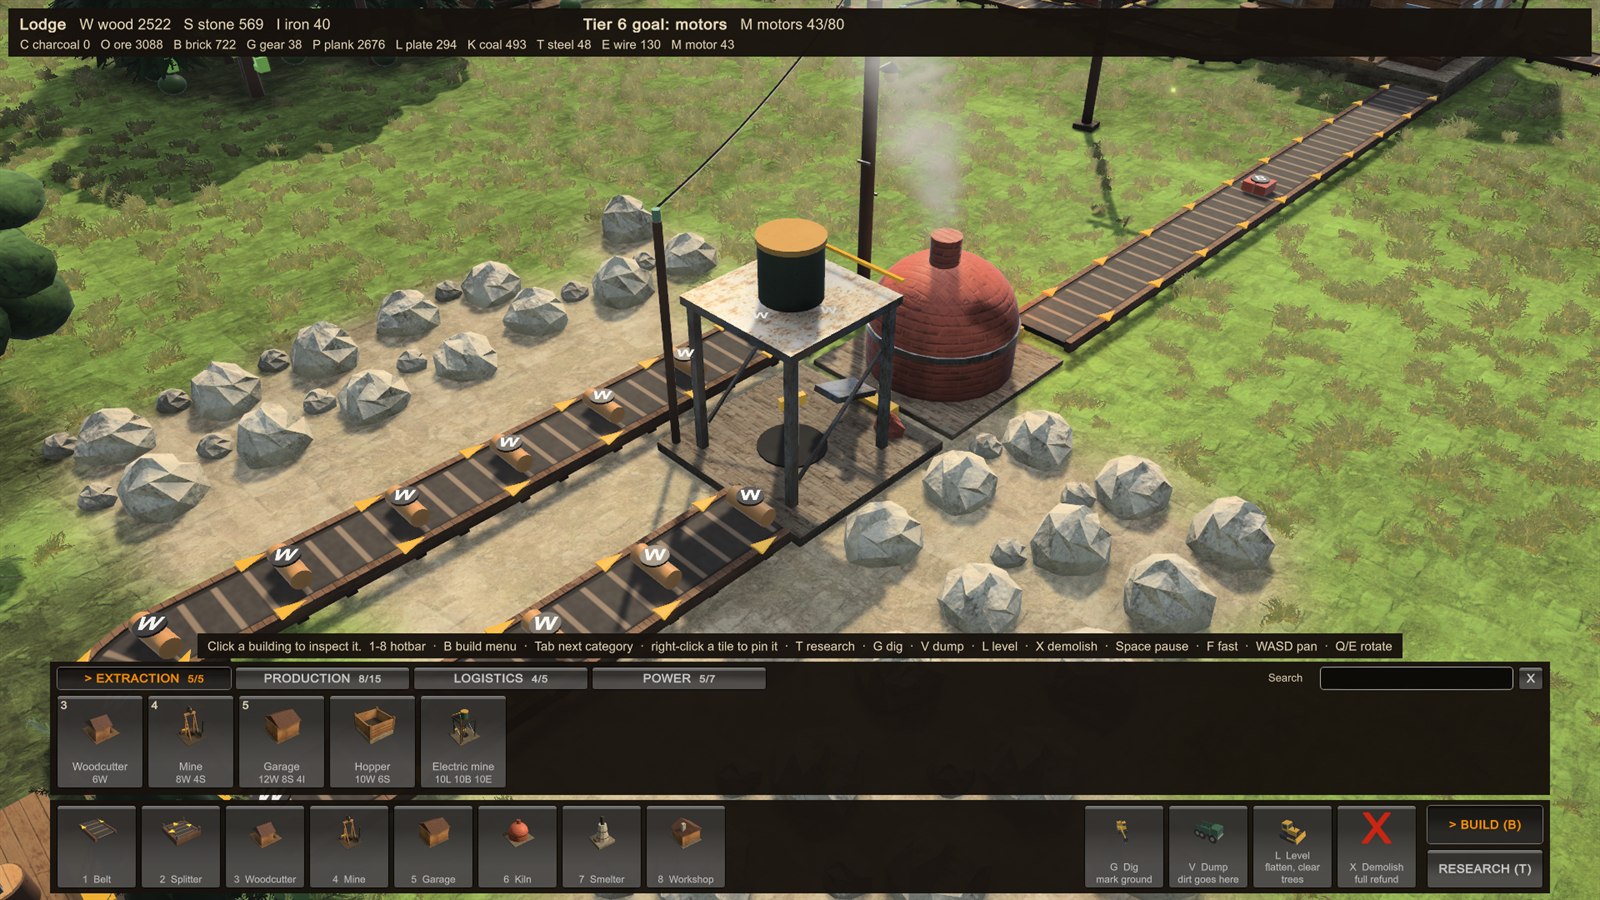 Lodge W wood 2522 S stone 569 I iron 40
Tier 6 goal: motors M motors 43/80
C charcoal 0 O ore 3088 B brick 722 G gear 38 P plank 2676 L plate 294 K coal 493 T steel 48 E wire 130 M motor 43
W
W
W
W
W
W
W
W
W
W
Click a building to inspect it. 1-8 hotbar · B build menu · Tab next category · right-click a tile to pin it · T research · G dig · V dump · L level · X demolish · Space pause · F fast · WASD pan · Q/E rotate
> EXTRACTION 5/5
PRODUCTION 8/15
LOGISTICS 4/5
POWER 5/7
Search
X
3
Woodcutter
6W
4
Mine
8W 4S
5
Garage
12W 8S 4I
Hopper
10W 6S
Electric mine
10L 10B 10E
W
1 Belt
2 Splitter
3 Woodcutter
4 Mine
5 Garage
6 Kiln
7 Smelter
8 Workshop
G Dig
mark ground
V Dump
dirt goes here
L Level
flatten, clear
trees
X Demolish
full refund
> BUILD (B)
RESEARCH (T)